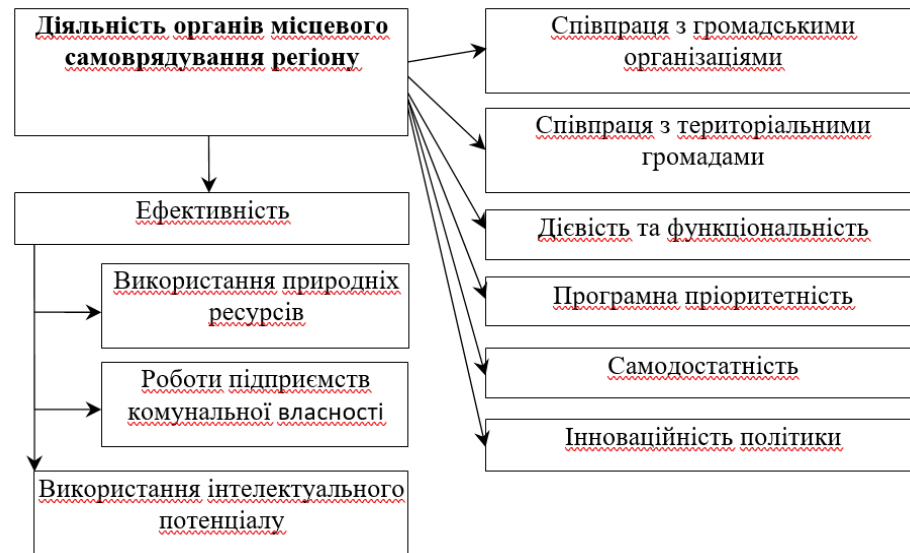 Діяльність органів місцевого
самоврядування регіону
Ефективність
Використання природніх
ресурсів
Роботи підприємств
комунальної власності
Використання інтелектуального
потенціалу
Співпраця з громадськими
організаціями
Співпраця з територіальними
громадами
Дієвість та функціональність
Програмна пріоритетність
Самодостатність
Інноваційність політики